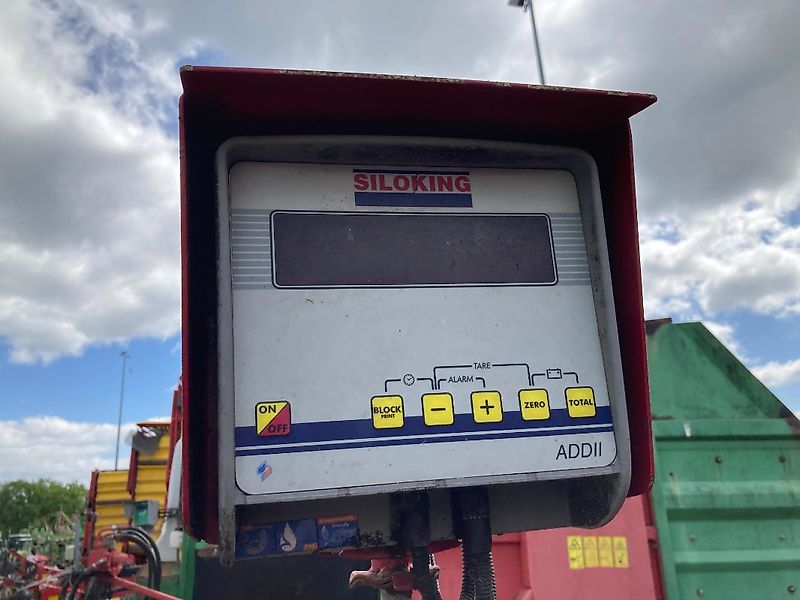 SILOKING
TARE
ALARM
ON
OFF
BLOCK
PRINT
-
+
ZERO
TOTAL
ADDII